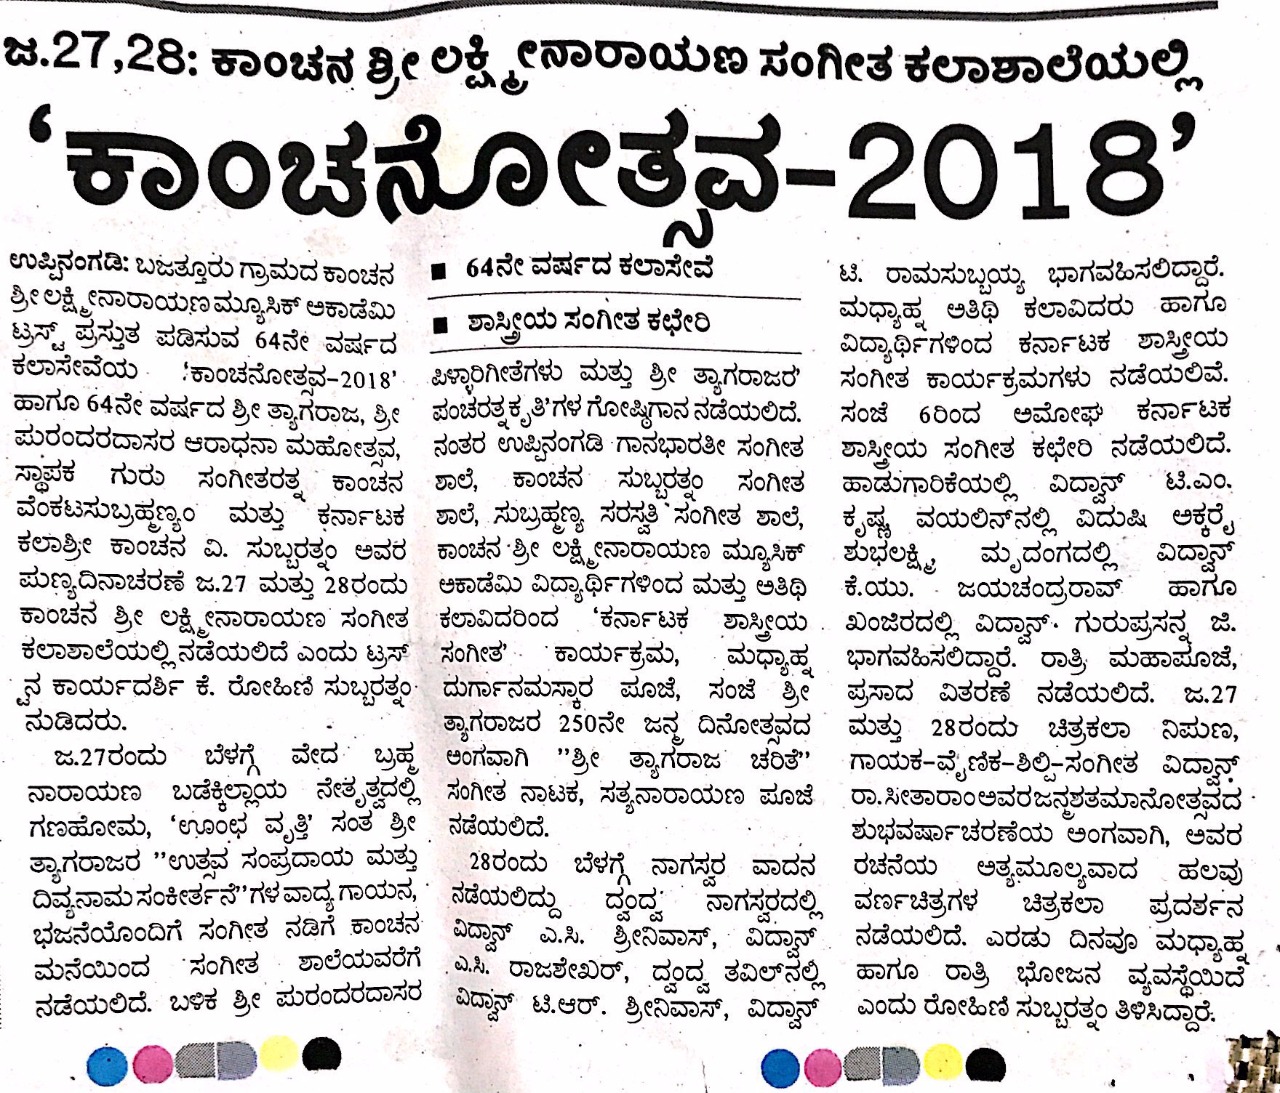 ಜ.27,28: ಕಾಂಚನ ಶ್ರೀ ಲಕ್ಷ್ಮೀನಾರಾಯಣ ಸಂಗೀತ ಕಲಾಶಾಲೆಯಲ್ಲಿ
‘ಕಾಂಚನೋತ್ಸವ-2018’
ಉಪ್ಪಿನಂಗಡಿ: ಬಜತ್ತೂರು ಗ್ರಾಮದ ಕಾಂಚನ
ಶ್ರೀ ಲಕ್ಷ್ಮೀನಾರಾಯಣ ಮ್ಯೂಸಿಕ್ ಅಕಾಡೆಮಿ
ಟ್ರಸ್ಟ್ ಪ್ರಸ್ತುತ ಪಡಿಸುವ 64ನೇ ವರ್ಷದ
ಕಲಾಸೇವೆಯ ‘ಕಾಂಚನೋತ್ಸವ-2018’
ಹಾಗೂ 64ನೇ ವರ್ಷದ ಶ್ರೀ ತ್ಯಾಗರಾಜ, ಶ್ರೀ
ಪುರಂದರದಾಸರ ಆರಾಧನಾ ಮಹೋತ್ಸವ,
ಸ್ಥಾಪಕ ಗುರು ಸಂಗೀತರತ್ನ ಕಾಂಚನ
ವೆಂಕಟಸುಬ್ರಹ್ಮಣ್ಯಂ ಮತ್ತು ಕರ್ನಾಟಕ
ಕಲಾಶ್ರೀ ಕಾಂಚನ ವಿ. ಸುಬ್ಬರತ್ನಂ ಅವರ
ಪುಣ್ಯದಿನಾಚರಣೆ ಜ.27 ಮತ್ತು 28ರಂದು
ಕಾಂಚನ ಶ್ರೀ ಲಕ್ಷ್ಮೀನಾರಾಯಣ ಸಂಗೀತ
ಕಲಾಶಾಲೆಯಲ್ಲಿ ನಡೆಯಲಿದೆ ಎಂದು ಟ್ರಸ್
ಟ್ನ ಕಾರ್ಯದರ್ಶಿ ಕೆ. ರೋಹಿಣಿ ಸುಬ್ಬರತ್ನಂ
ನುಡಿದರು.
ಜ.27ರಂದು ಬೆಳಗ್ಗೆ ವೇದ ಬ್ರಹ್ಮ
ನಾರಾಯಣ ಬಡೆಕ್ಕಿಲ್ಲಾಯ ನೇತೃತ್ವದಲ್ಲಿ
ಗಣಹೋಮ, ‘ಊಂಛ ವೃತ್ತಿ’ ಸಂತ ಶ್ರೀ
ತ್ಯಾಗರಾಜರ ”ಉತ್ಸವ ಸಂಪ್ರದಾಯ ಮತ್ತು
ದಿವ್ಯನಾಮ ಸಂಕೀರ್ತನೆ”ಗಳ ವಾದ್ಯ ಗಾಯನ,
ಭಜನೆಯೊಂದಿಗೆ ಸಂಗೀತ ನಡಿಗೆ ಕಾಂಚನ
ಮನೆಯಿಂದ ಸಂಗೀತ ಶಾಲೆಯವರೆಗೆ
ನಡೆಯಲಿದೆ. ಬಳಿಕ ಶ್ರೀ ಪುರಂದರದಾಸರ
■ 64ನೇ ವರ್ಷದ ಕಲಾಸೇವೆ
■ ಶಾಸ್ತ್ರೀಯ ಸಂಗೀತ ಕಛೇರಿ
ಪಿಳ್ಳಾರಿಗೀತೆಗಳು ಮತ್ತು ಶ್ರೀ ತ್ಯಾಗರಾಜರ’
ಪಂಚರತ್ನ ಕೃತಿ’ಗಳ ಗೋಷ್ಠಿಗಾನ ನಡೆಯಲಿದೆ.
ನಂತರ ಉಪ್ಪಿನಂಗಡಿ ಗಾನಭಾರತೀ ಸಂಗೀತ
ಶಾಲೆ, ಕಾಂಚನ ಸುಬ್ಬರತ್ನಂ ಸಂಗೀತ
ಶಾಲೆ, ಸುಬ್ರಹ್ಮಣ್ಯ ಸರಸ್ವತಿ ಸಂಗೀತ ಶಾಲೆ,
ಕಾಂಚನ ಶ್ರೀ ಲಕ್ಷ್ಮೀನಾರಾಯಣ ಮ್ಯೂಸಿಕ್
ಅಕಾಡೆಮಿ ವಿದ್ಯಾರ್ಥಿಗಳಿಂದ ಮತ್ತು ಅತಿಥಿ
ಕಲಾವಿದರಿಂದ ‘ಕರ್ನಾಟಕ ಶಾಸ್ತ್ರೀಯ
ಸಂಗೀತ’ ಕಾರ್ಯಕ್ರಮ, ಮಧ್ಯಾಹ್ನ
ದುರ್ಗಾನಮಸ್ಕಾರ ಪೂಜೆ, ಸಂಜೆ ಶ್ರೀ
ತ್ಯಾಗರಾಜರ 250ನೇ ಜನ್ಮ ದಿನೋತ್ಸವದ
ಅಂಗವಾಗಿ ”ಶ್ರೀ ತ್ಯಾಗರಾಜ ಚರಿತೆ”
ಸಂಗೀತ ನಾಟಕ, ಸತ್ಯನಾರಾಯಣ ಪೂಜೆ
ನಡೆಯಲಿದೆ.
28ರಂದು ಬೆಳಗ್ಗೆ ನಾಗಸ್ವರ ವಾದನ
ನಡೆಯಲಿದ್ದು ದ್ವಂದ್ವ ನಾಗಸ್ವರದಲ್ಲಿ
ವಿದ್ವಾನ್ ಎ.ಸಿ. ಶ್ರೀನಿವಾಸ್, ವಿದ್ವಾನ್
ಎ.ಸಿ. ರಾಜಶೇಖರ್, ದ್ವಂದ್ವ ತವಿಲ್‌ನಲ್ಲಿ
ವಿದ್ವಾನ್ ಟಿ.ಆರ್. ಶ್ರೀನಿವಾಸ್, ವಿದ್ವಾನ್
ಟಿ. ರಾಮಸುಬ್ಬಯ್ಯ ಭಾಗವಹಿಸಲಿದ್ದಾರೆ.
ಮಧ್ಯಾಹ್ನ ಅತಿಥಿ ಕಲಾವಿದರು ಹಾಗೂ
ವಿದ್ಯಾರ್ಥಿಗಳಿಂದ ಕರ್ನಾಟಕ ಶಾಸ್ತ್ರೀಯ
ಸಂಗೀತ ಕಾರ್ಯಕ್ರಮಗಳು ನಡೆಯಲಿವೆ.
ಸಂಜೆ 6ರಿಂದ ಅಮೋಘ ಕರ್ನಾಟಕ
ಶಾಸ್ತ್ರೀಯ ಸಂಗೀತ ಕಛೇರಿ ನಡೆಯಲಿದೆ.
ಹಾಡುಗಾರಿಕೆಯಲ್ಲಿ ವಿದ್ವಾನ್ ಟಿ.ಎಂ.
ಕೃಷ್ಣ ವಯಲಿನ್‌ನಲ್ಲಿ ವಿದುಷಿ ಅಕ್ಕರೈ
ಶುಭಲಕ್ಷ್ಮಿ, ಮೃದಂಗದಲ್ಲಿ ವಿದ್ವಾನ್
ಕೆ.ಯು. ಜಯಚಂದ್ರರಾವ್ ಹಾಗೂ
ಖಂಜಿರದಲ್ಲಿ ವಿದ್ವಾನ್ ಗುರುಪ್ರಸನ್ನ ಜಿ.
ಭಾಗವಹಿಸಲಿದ್ದಾರೆ. ರಾತ್ರಿ ಮಹಾಪೂಜೆ,
ಪ್ರಸಾದ ವಿತರಣೆ ನಡೆಯಲಿದೆ. ಜ.27
ಮತ್ತು 28ರಂದು ಚಿತ್ರಕಲಾ ನಿಪುಣ,
ಗಾಯಕ-ವೈಣಿಕ-ಶಿಲ್ಪಿ-ಸಂಗೀತ ವಿದ್ವಾನ್
ರಾ.ಸೀತಾರಾಂ ಅವರ ಜನ್ಮಶತಮಾನೋತ್ಸವದ
ಶುಭವರ್ಷಾಚರಣೆಯ ಅಂಗವಾಗಿ, ಅವರ
ರಚನೆಯ ಅತ್ಯಮೂಲ್ಯವಾದ ಹಲವು
ವರ್ಣಚಿತ್ರಗಳ ಚಿತ್ರಕಲಾ ಪ್ರದರ್ಶನ
ನಡೆಯಲಿದೆ. ಎರಡು ದಿನವೂ ಮಧ್ಯಾಹ್ನ
ಹಾಗೂ ರಾತ್ರಿ ಭೋಜನ ವ್ಯವಸ್ಥೆಯಿದೆ
ಎಂದು ರೋಹಿಣಿ ಸುಬ್ಬರತ್ನಂ ತಿಳಿಸಿದ್ದಾರೆ.